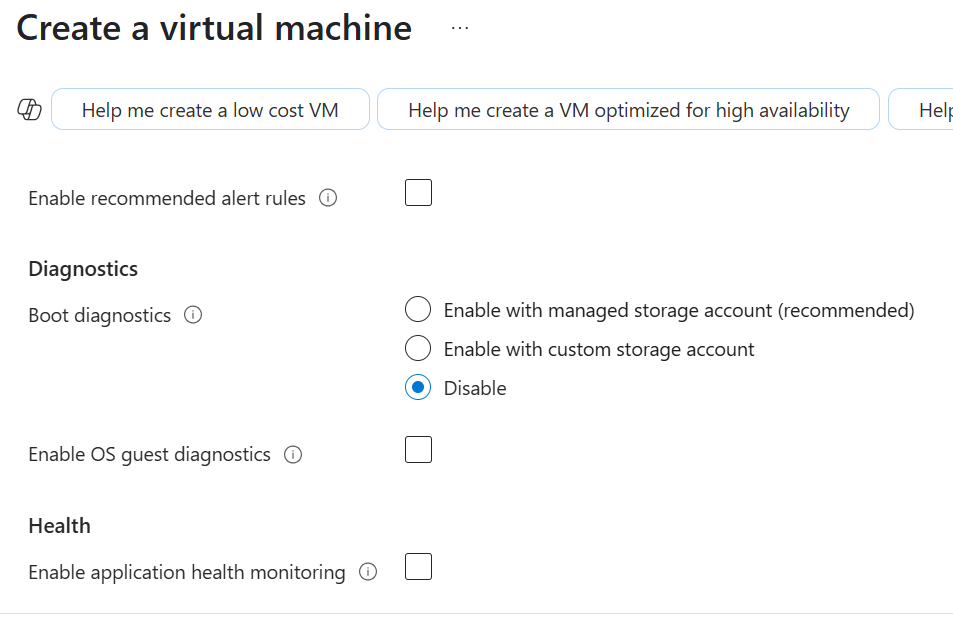 Create a virtual machine ...
Help me create a low cost VM Help me create a VM optimized for high availability Help
Enable recommended alert rules
Diagnostics
Boot diagnostics
Enable with managed storage account (recommended)
Enable with custom storage account
Disable
Enable OS guest diagnostics
Health
Enable application health monitoring